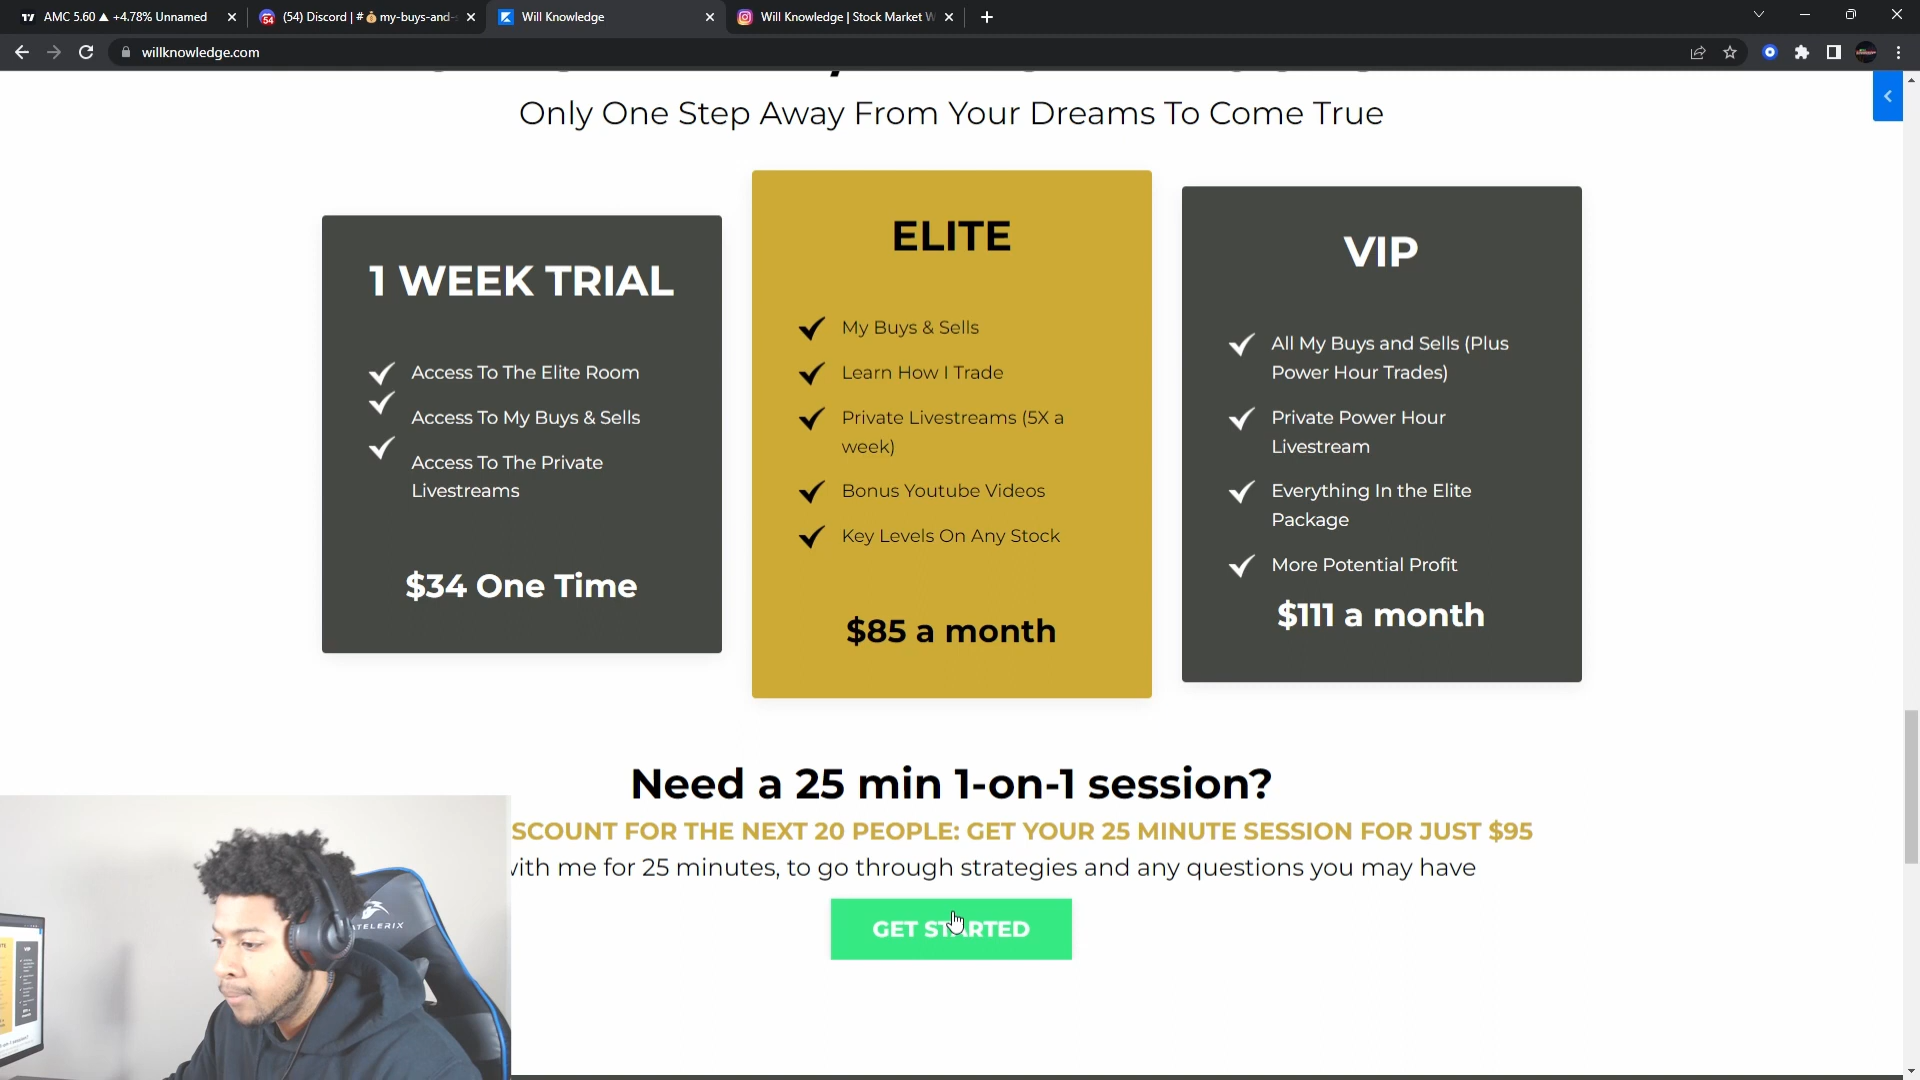 AMC 5.60 ▲ +4.78% Unnamed
(54) Discord | #💰my-buys-and-s
Will Knowledge
Will Knowledge | Stock Market W
willknowledge.com
Only One Step Away From Your Dreams To Come True
1 WEEK TRIAL
Access To The Elite Room
Access To My Buys & Sells
Access To The Private
Livestreams
$34 One Time
ELITE
My Buys & Sells
Learn How I Trade
Private Livestreams (5X a
week)
Bonus Youtube Videos
Key Levels On Any Stock
$85 a month
VIP
All My Buys and Sells (Plus
Power Hour Trades)
Private Power Hour
Livestream
Everything In the Elite
Package
More Potential Profit
$111 a month
Need a 25 min 1-on-1 session?
SCOUNT FOR THE NEXT 20 PEOPLE: GET YOUR 25 MINUTE SESSION FOR JUST $95
with me for 25 minutes, to go through strategies and any questions you may have
GET STARTED